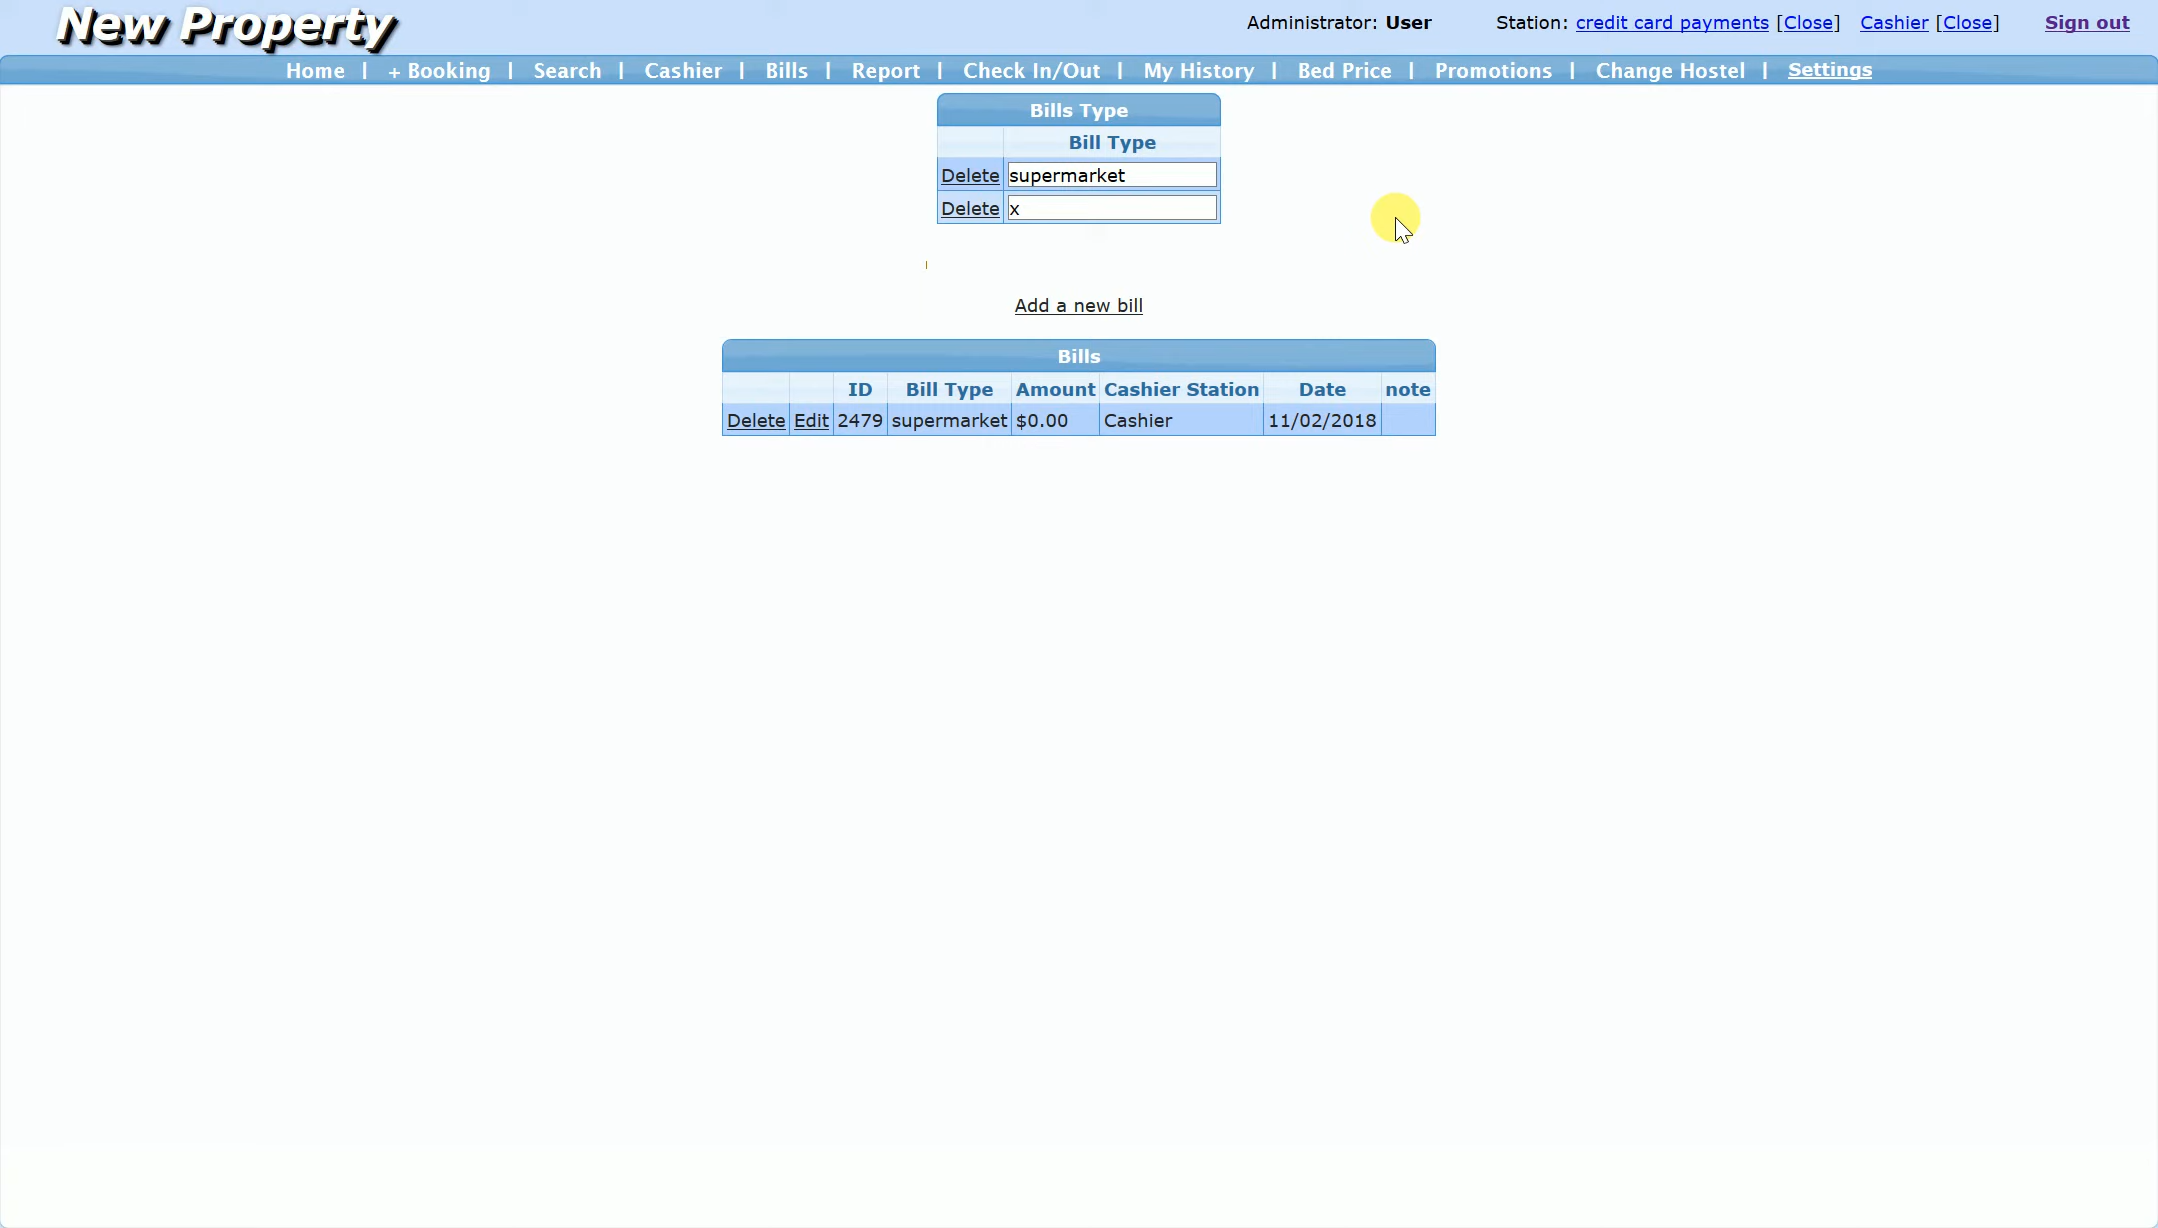 New Property
Administrator: User Station: credit card payments [Close] Cashier [Close] Sign out
Home | + Booking | Search | Cashier | Bills | Report | Check In/Out | My History | Bed Price | Promotions | Change Hostel | Settings
Bills Type
Bill Type
Delete supermarket
Delete x
Add a new bill
Bills
ID Bill Type Amount Cashier Station Date note
Delete Edit 2479 supermarket $0.00 Cashier 11/02/2018